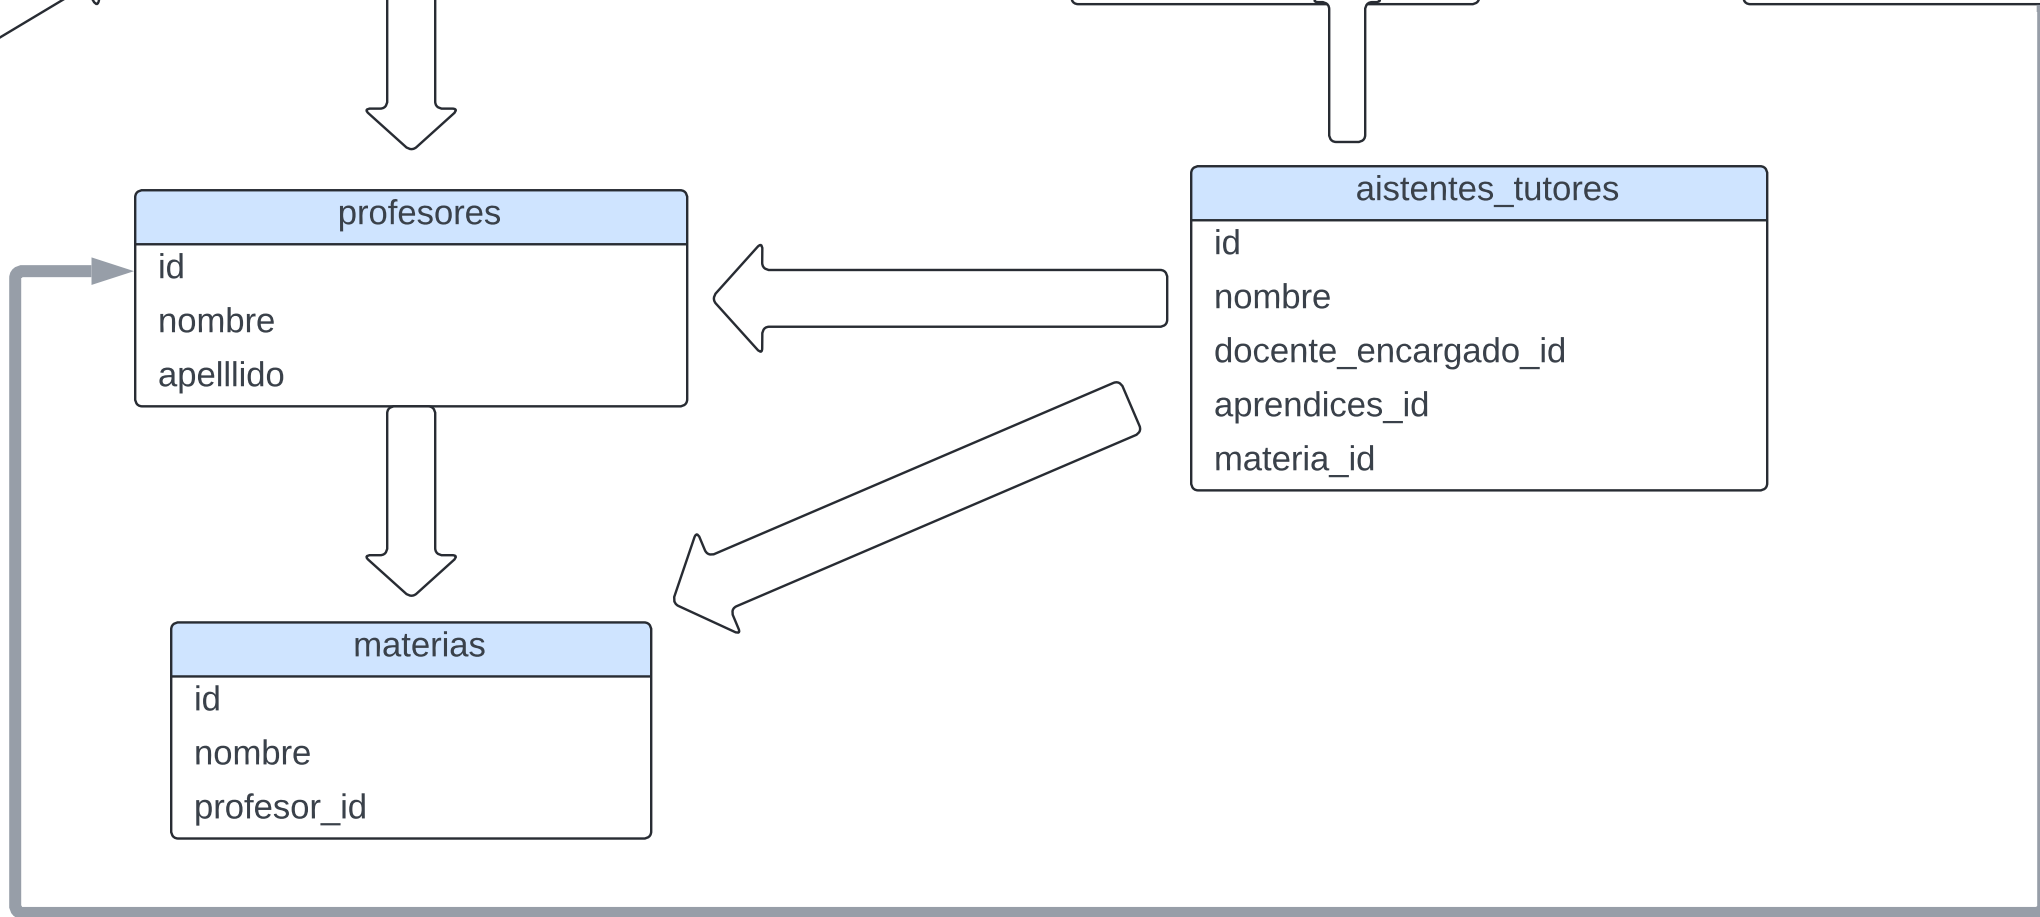 profesores
id
nombre
apelllido
aistentes_tutores
id
nombre
docente_encargado_id
aprendices_id
materia_id
materias
id
nombre
profesor_id